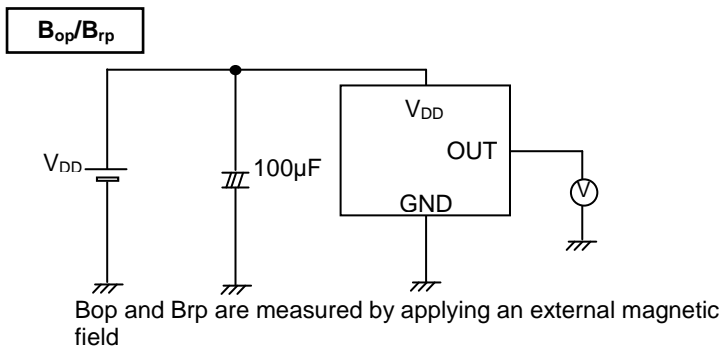 Bop/Brp
VDD
OUT
GND
VDD
100µF
V
Bop and Brp are measured by applying an external magnetic
field